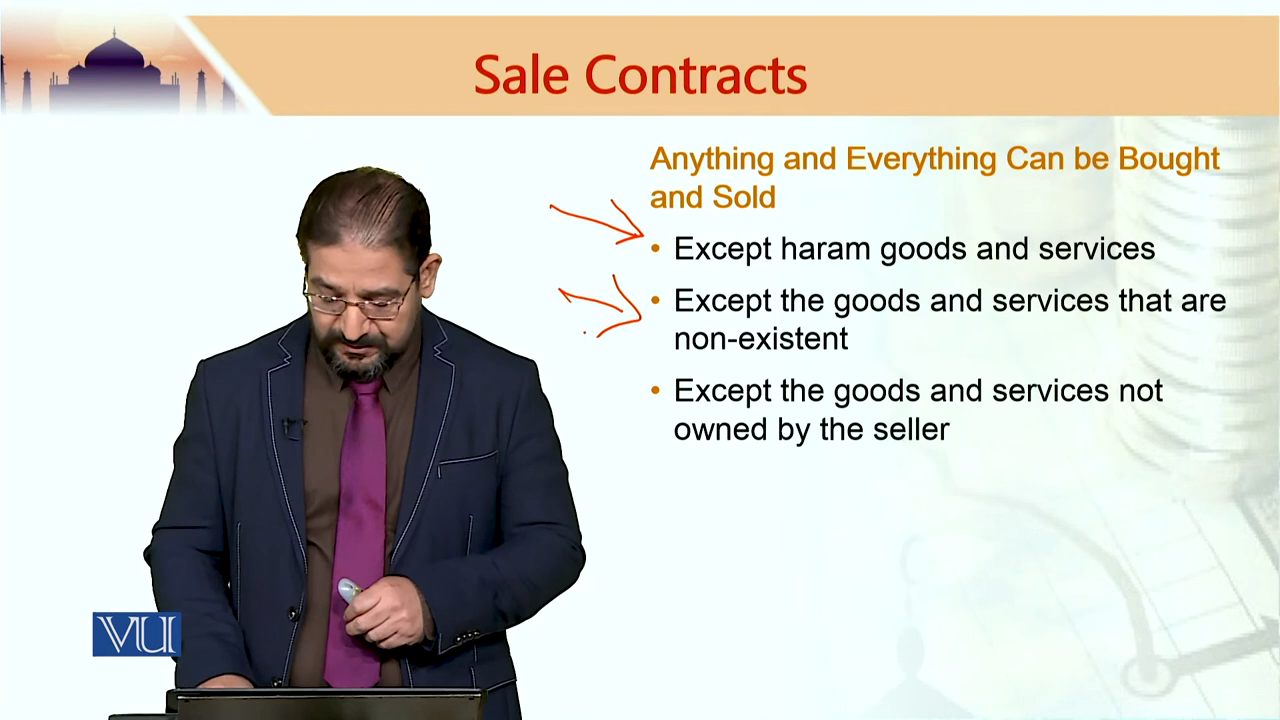 Sale Contracts
Anything and Everything Can be Bought
and Sold
• Except haram goods and services
• Except the goods and services that are
non-existent
• Except the goods and services not
owned by the seller
VU